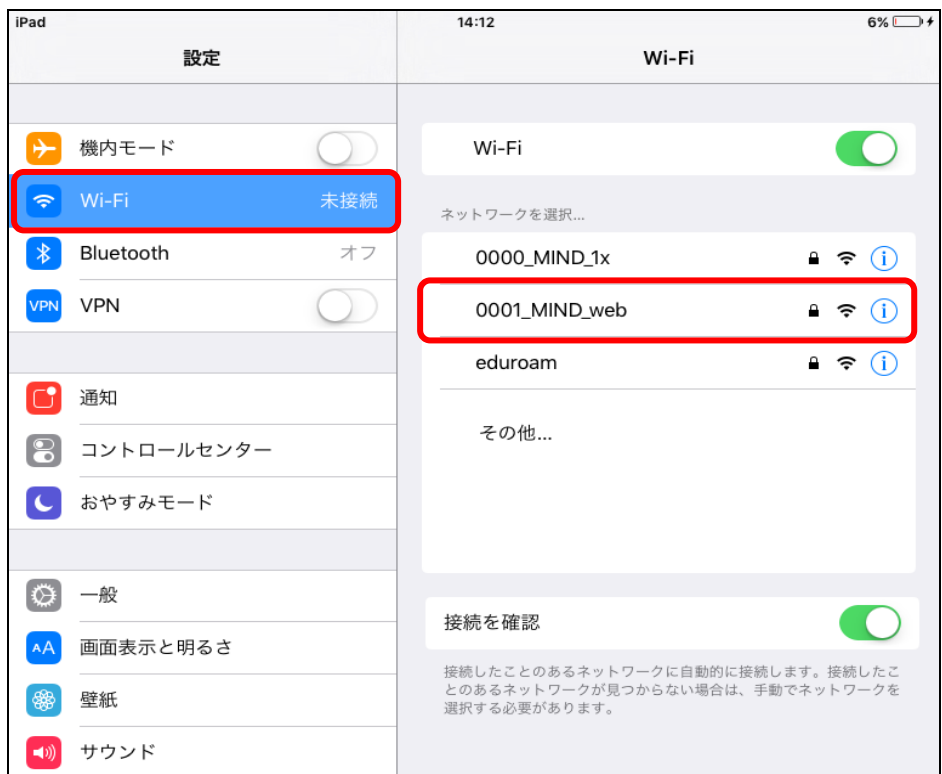 iPad 14:12 6%
設定
Wi-Fi
機内モード
Wi-Fi 未接続
Bluetooth オフ
VPN VPN
通知
コントロールセンター
おやすみモード
一般
AA 画面表示と明るさ
壁紙
サウンド
Wi-Fi
ネットワークを選択...
0000_MIND_1x
0001_MIND_web
eduroam
その他...
接続を確認
接続したことのあるネットワークに自動的に接続します。接続したこ
とのあるネットワークが見つからない場合は、手動でネットワークを
選択する必要があります。